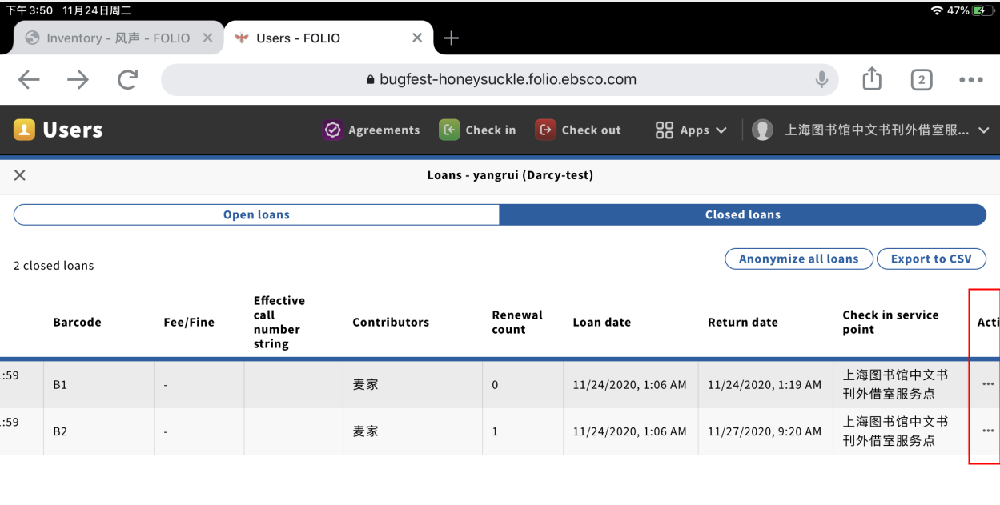 下午3:50 11月24日周二
47%
Inventory - 风声 - FOLIO
Users - FOLIO
bugfest-honeysuckle.folio.ebsco.com
2
Users
Agreements
Check in
Check out
Apps
上海图书馆中文书刊外借室服...
Loans - yangrui (Darcy-test)
Open loans
Closed loans
2 closed loans
Anonymize all loans
Export to CSV
Barcode
Fee/Fine
Effective
call
number
string
Contributors
Renewal
count
Loan date
Return date
Check in service
point
Acti
:59
B1
-
麦家
0
11/24/2020, 1:06 AM
11/24/2020, 1:19 AM
上海图书馆中文书
刊外借室服务点
:59
B2
-
麦家
1
11/24/2020, 1:06 AM
11/27/2020, 9:20 AM
上海图书馆中文书
刊外借室服务点